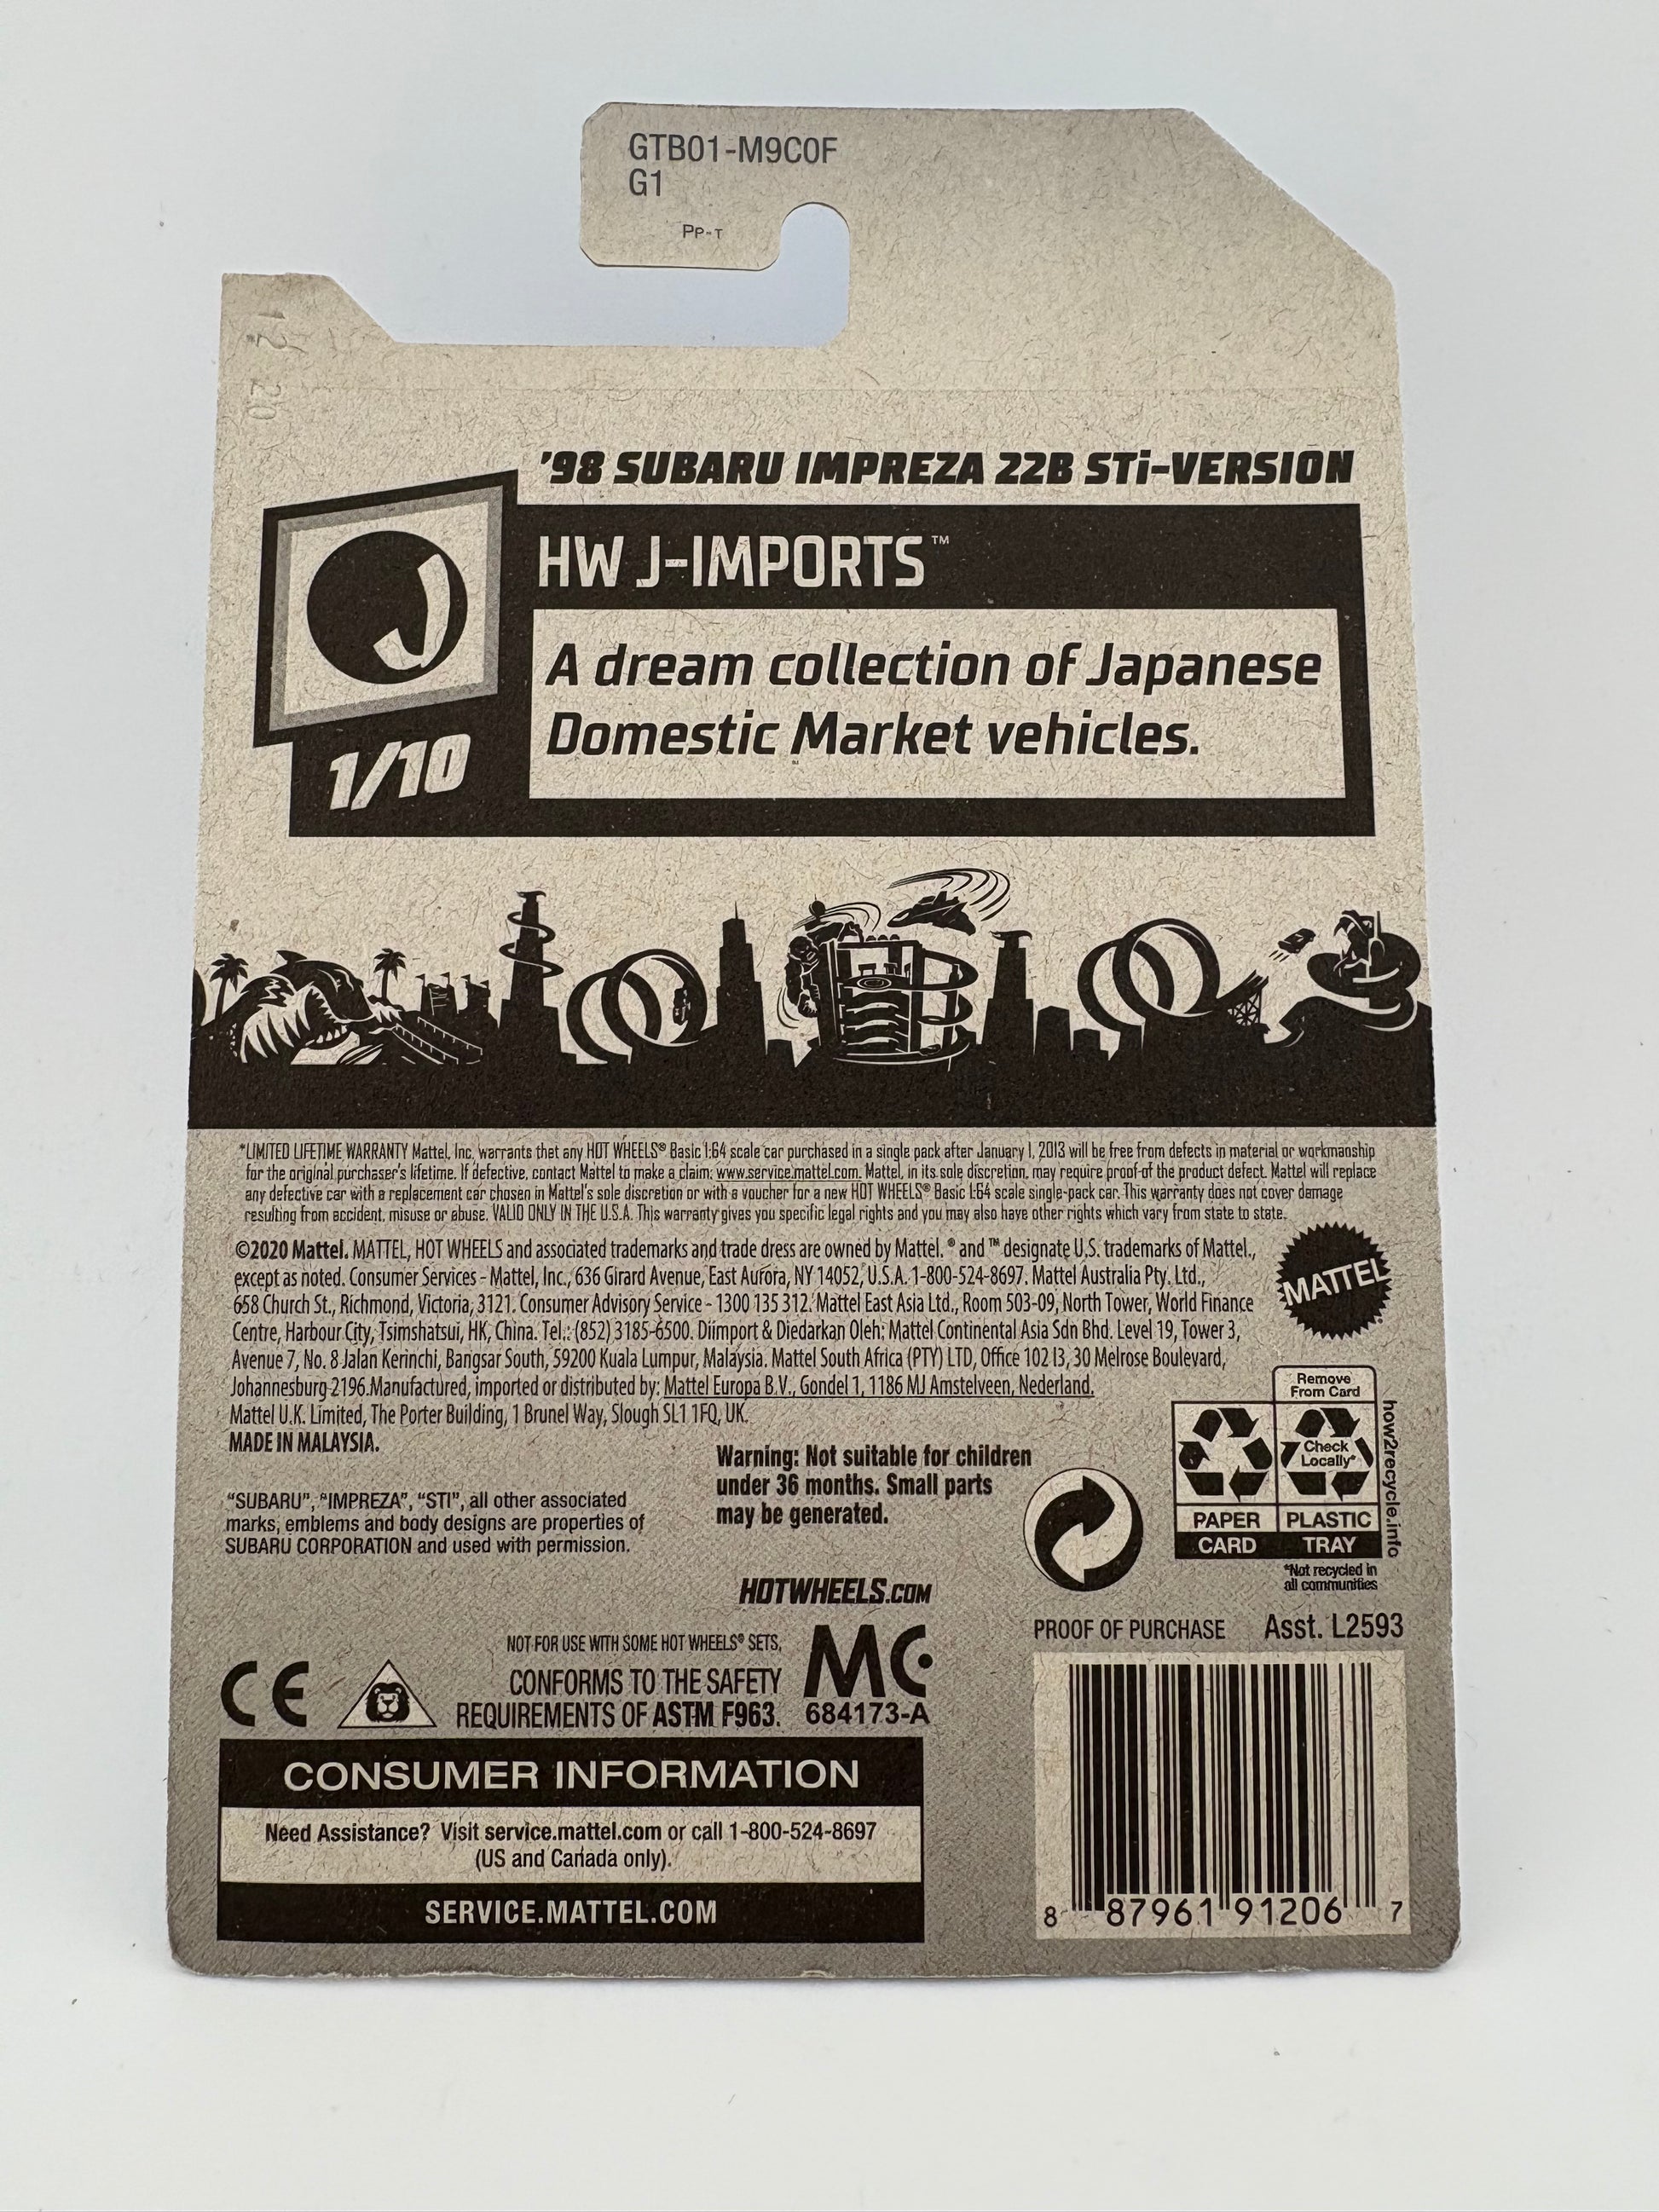 GTB01-M9C0F
G1
PP-T
12 20
'98 SUBARU IMPREZA 22B STi-VERSION
HW J-IMPORTS™
J
A dream collection of Japanese
Domestic Market vehicles.
1/10
*LIMITED LIFETIME WARRANTY Mattel, Inc. warrants that any HOT WHEELS® Basic 1:64 scale car purchased in a single pack after January 1, 2013 will be free from defects in material or workmanship
for the original purchaser's lifetime. If defective, contact Mattel to make a claim: www.service.mattel.com. Mattel, in its sole discretion, may require proof of the product defect. Mattel will replace
any defective car with a replacement car chosen in Mattel's sole discretion or with a voucher for a new HOT WHEELS® Basic 1:64 scale single-pack car. This warranty does not cover damage
resulting from accident, misuse or abuse. VALID ONLY IN THE U.S.A. This warranty gives you specific legal rights and you may also have other rights which vary from state to state.
©2020 Mattel. MATTEL, HOT WHEELS and associated trademarks and trade dress are owned by Mattel. ® and ™ designate U.S. trademarks of Mattel.,
except as noted. Consumer Services - Mattel, Inc., 636 Girard Avenue, East Aurora, NY 14052, U.S.A. 1-800-524-8697. Mattel Australia Pty. Ltd.,
658 Church St., Richmond, Victoria, 3121. Consumer Advisory Service - 1300 135 312. Mattel East Asia Ltd., Room 503-09, North Tower, World Finance
Centre, Harbour City, Tsimshatsui, HK, China. Tel.: (852) 3185-6500. Diimport & Diedarkan Oleh: Mattel Continental Asia Sdn Bhd. Level 19, Tower 3,
Avenue 7, No. 8 Jalan Kerinchi, Bangsar South, 59200 Kuala Lumpur, Malaysia. Mattel South Africa (PTY) LTD, Office 102 I3, 30 Melrose Boulevard,
Johannesburg 2196.Manufactured, imported or distributed by: Mattel Europa B.V., Gondel 1, 1186 MJ Amstelveen, Nederland.
Mattel U.K. Limited, The Porter Building, 1 Brunel Way, Slough SL1 1FQ, UK.
MADE IN MALAYSIA.
MATTEL
Remove
From Card
Check
Locally*
PAPER PLASTIC
CARD TRAY
how2recycle.info
*Not recycled in
all communities
Warning: Not suitable for children
under 36 months. Small parts
may be generated.
"SUBARU", "IMPREZA", "STI", all other associated
marks, emblems and body designs are properties of
SUBARU CORPORATION and used with permission.
HOTWHEELS.COM
NOT FOR USE WITH SOME HOT WHEELS® SETS.
CONFORMS TO THE SAFETY
REQUIREMENTS OF ASTM F963.
CE
MC
684173-A
PROOF OF PURCHASE Asst. L2593
CONSUMER INFORMATION
Need Assistance? Visit service.mattel.com or call 1-800-524-8697
(US and Canada only).
SERVICE.MATTEL.COM
8 87961 91206 7